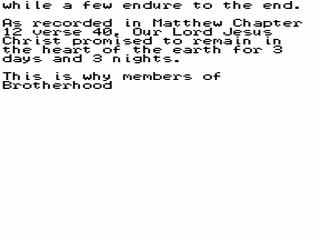 while a few endure to the end.
As recorded in Matthew Chapter
12 verse 40, Our Lord Jesus
Christ promised to remain in
the heart of the earth for 3
days and 3 nights.
This is why members of
Brotherhood